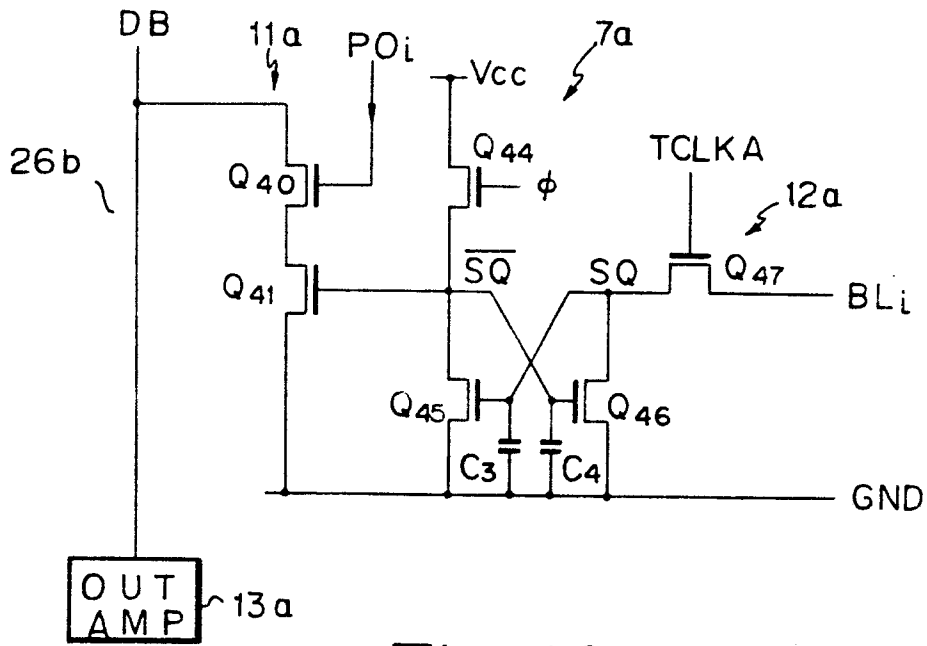 DB
11a
POi
7a
Vcc
26b
Q40
Q44
φ
TCLKA
12a
Q41
S̅Q̅
SQ
Q47
BLi
Q45
Q46
C3
C4
GND
OUT
AMP
13a